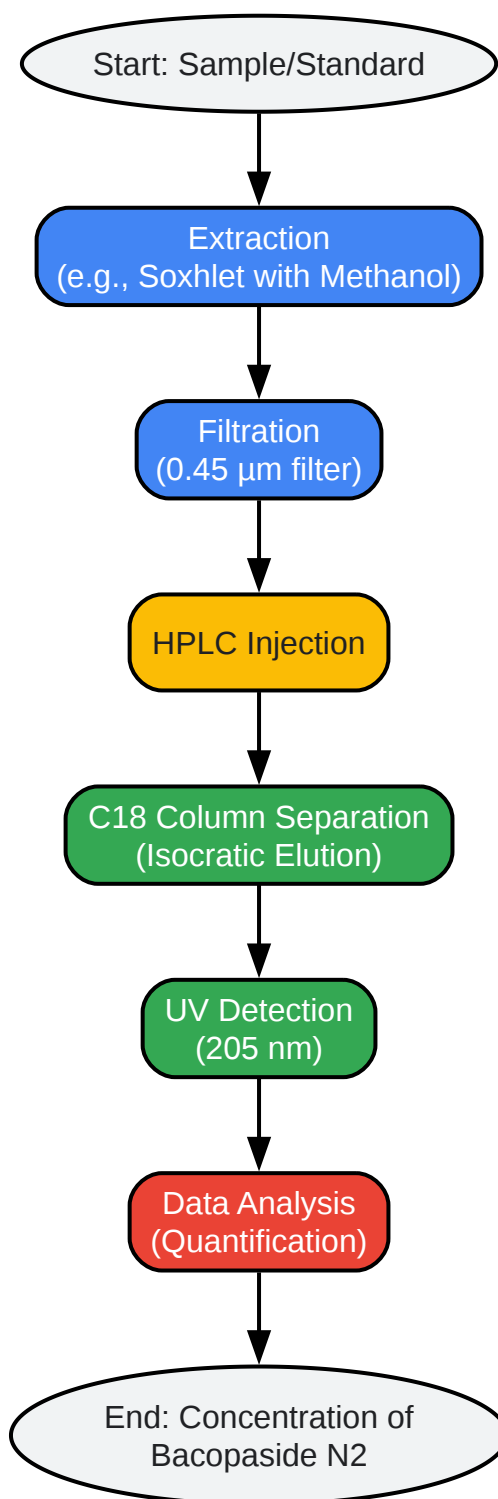 Start: Sample/Standard
Extraction
(e.g., Soxhlet with Methanol)
Filtration
(0.45 µm filter)
HPLC Injection
C18 Column Separation
(Isocratic Elution)
UV Detection
(205 nm)
Data Analysis
(Quantification)
End: Concentration of
Bacopaside N2